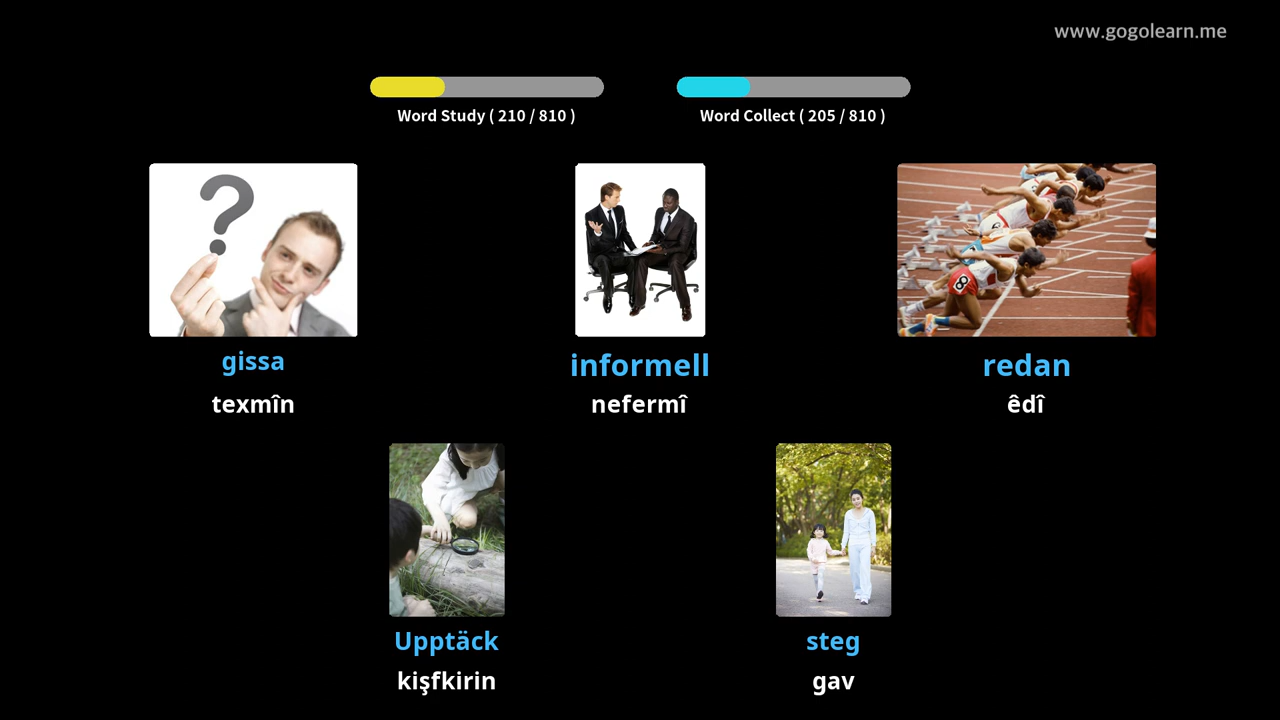 www.gogolearn.me
Word Study ( 210 / 810 )
Word Collect ( 205 / 810 )
gissa
texmîn
informell
nefermî
redan
êdî
Upptäck
kişfkirin
steg
gav